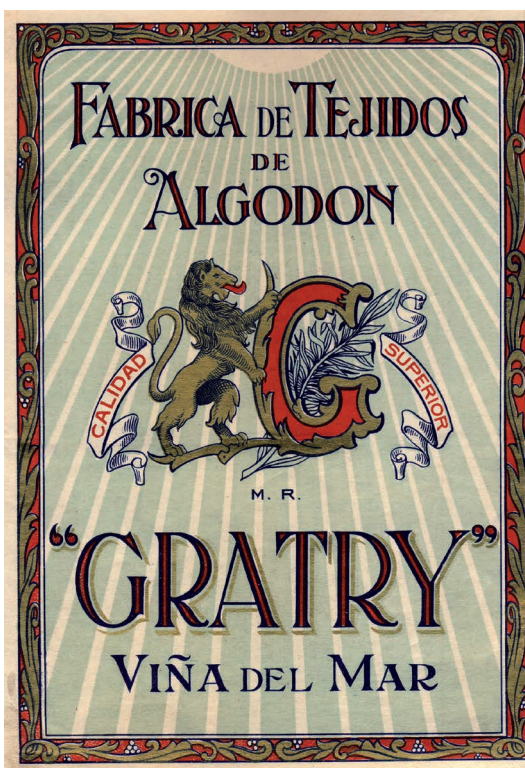 FABRICA DE TEJIDOS
DE
ALGODON
CALIDAD
G
SUPERIOR
M. R.
“GRATRY”
VIÑA DEL MAR